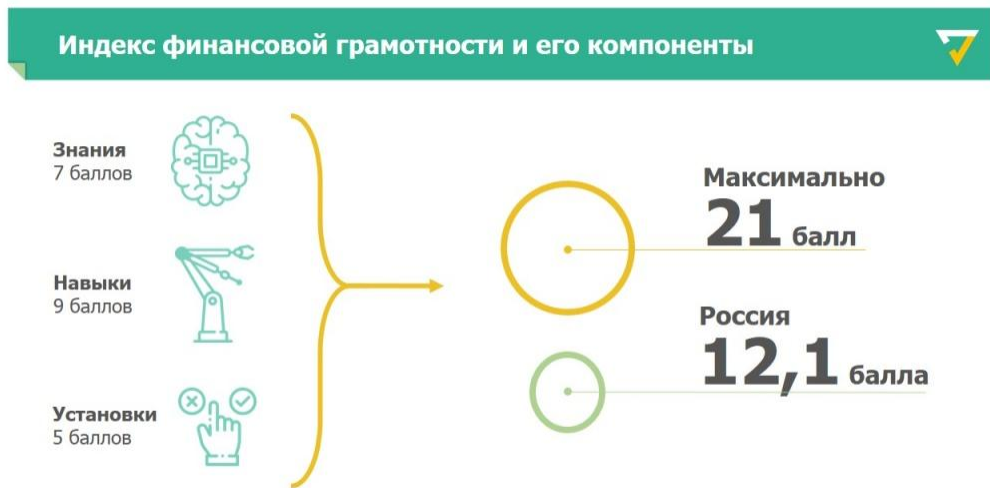 Индекс финансовой грамотности и его компоненты
Знания
7 баллов
Навыки
9 баллов
Установки
5 баллов
Максимально
21 балл
Россия
12,1 балла